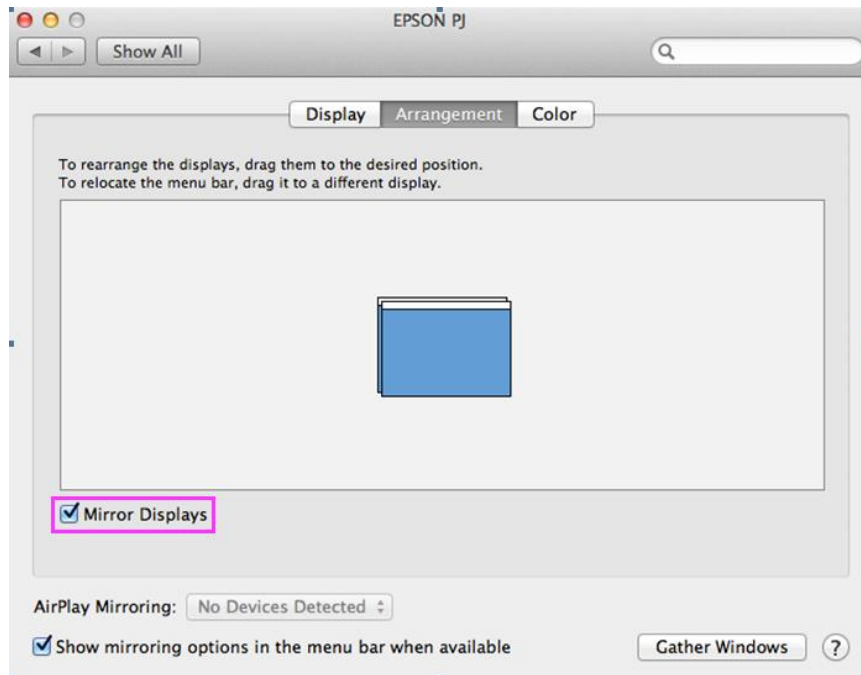 EPSON PJ
Show All
Display Arrangement Color
To rearrange the displays, drag them to the desired position.
To relocate the menu bar, drag it to a different display.
Mirror Displays
AirPlay Mirroring: No Devices Detected
Show mirroring options in the menu bar when available
Gather Windows ?